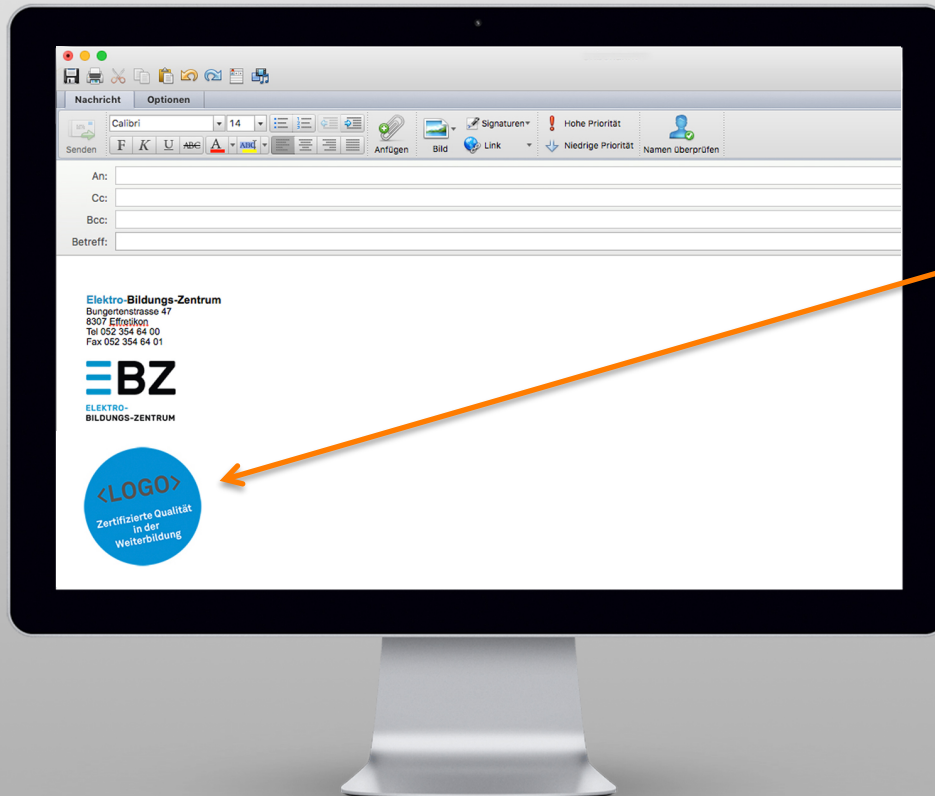 Nachricht Optionen
Calibri 14 Signaturen Hohe Priorität
Senden F K U ABC A ABC Anfügen Bild Link Niedrige Priorität Namen überprüfen
An:
Cc:
Bcc:
Betreff:
Elektro-Bildungs-Zentrum
Bungertenstrasse 47
8307 Effretikon
Tel 052 354 64 00
Fax 052 354 64 01
EBZ
ELEKTRO-
BILDUNGS-ZENTRUM
<LOGO>
Zertifizierte Qualität
in der
Weiterbildung